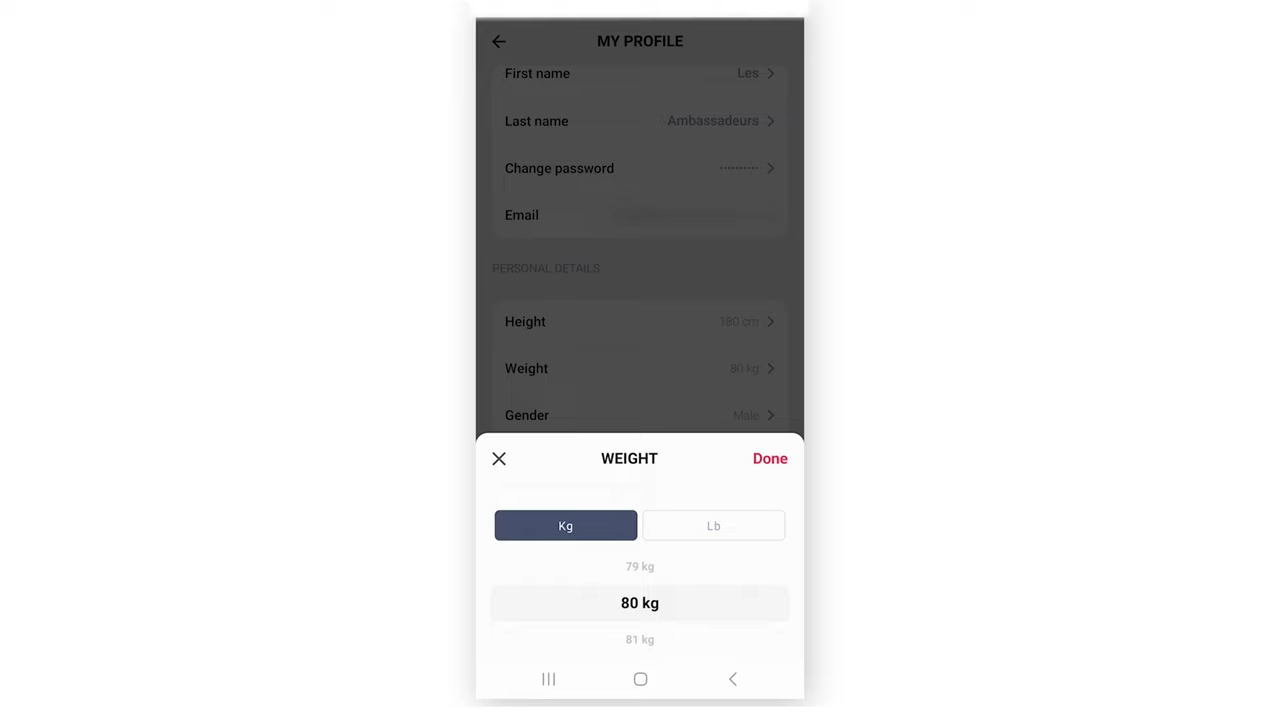 MY PROFILE
First name Les
Last name Ambassadeurs
Change password ··········
Email
PERSONAL DETAILS
Height 180 cm
Weight 80 kg
Gender Male
WEIGHT Done
Kg Lb
79 kg
80 kg
81 kg